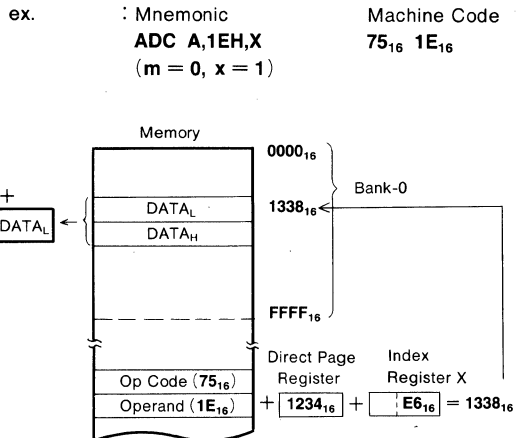 ex. : Mnemonic Machine Code
ADC A,1EH,X 75₁₆ 1E₁₆
(m = 0, x = 1)
Memory
0000₁₆
Bank-0
+
DATA_L
DATA_L
1338₁₆
DATA_H
FFFF₁₆
Direct Page Register
Index Register X
Op Code (75₁₆)
Operand (1E₁₆) + 1234₁₆ + E6₁₆ = 1338₁₆